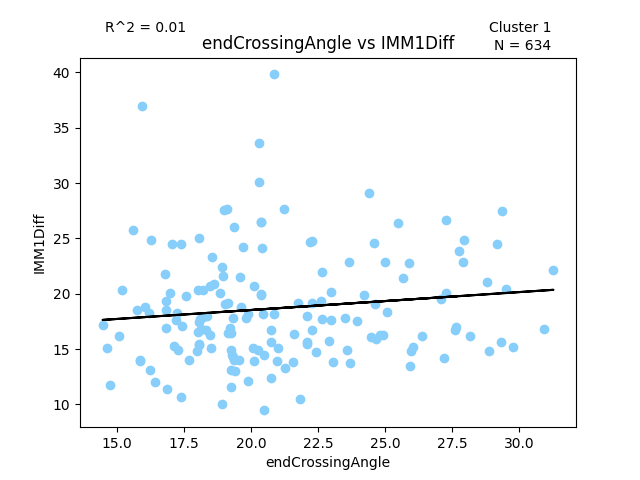 R^2 = 0.01
Cluster 1
N = 634
endCrossingAngle vs IMM1Diff
40
35
30
25
20
15
10
IMM1Diff
15.0 17.5 20.0 22.5 25.0 27.5 30.0
endCrossingAngle